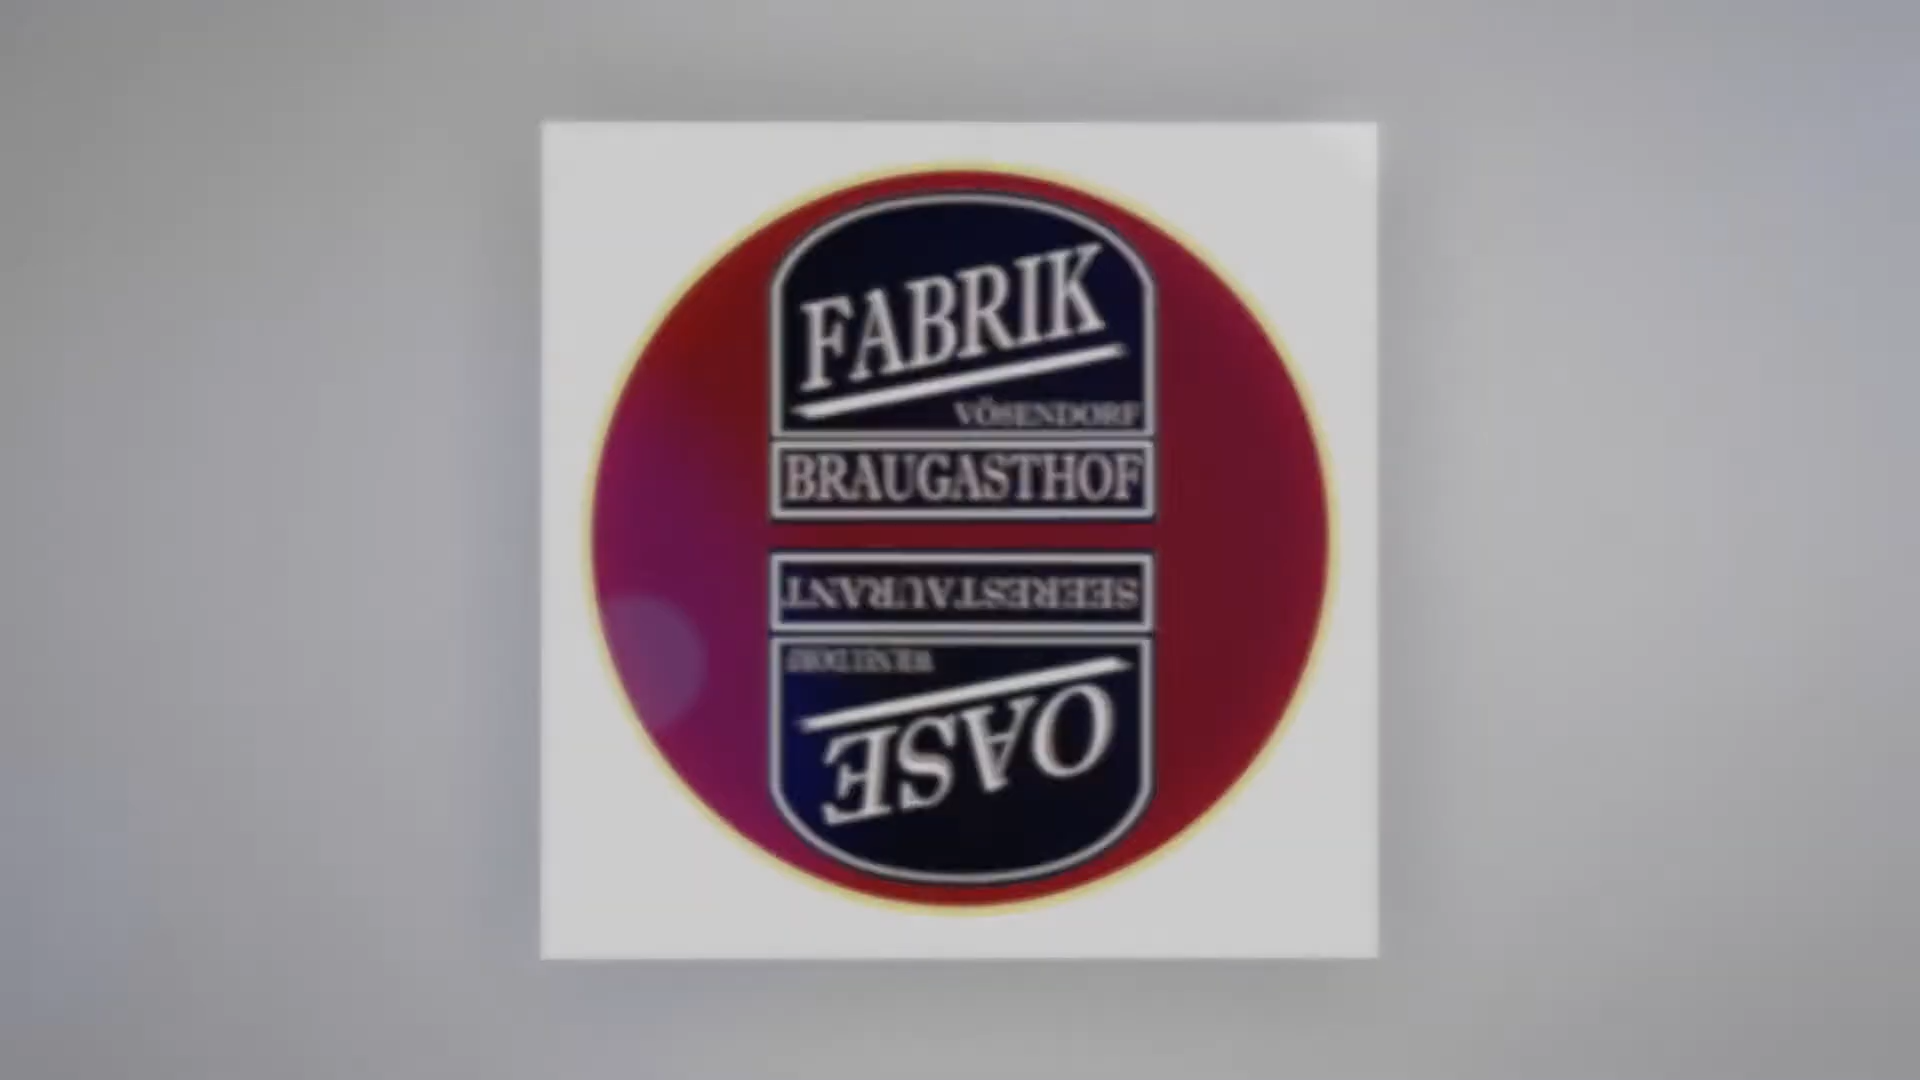 FABRIK
VÖSENDORF
BRAUGASTHOF
SEERESTAURANT
OASE